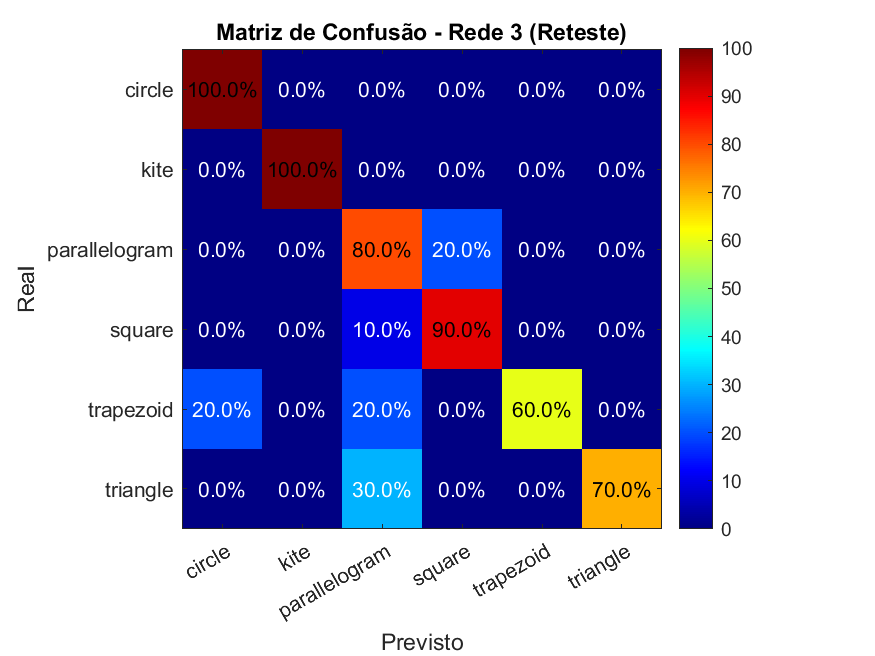 Matriz de Confusão - Rede 3 (Reteste)
Real
circle 100.0% 0.0% 0.0% 0.0% 0.0% 0.0%
kite 0.0% 100.0% 0.0% 0.0% 0.0% 0.0%
parallelogram 0.0% 0.0% 80.0% 20.0% 0.0% 0.0%
square 0.0% 0.0% 10.0% 90.0% 0.0% 0.0%
trapezoid 20.0% 0.0% 20.0% 0.0% 60.0% 0.0%
triangle 0.0% 0.0% 30.0% 0.0% 0.0% 70.0%
circle kite parallelogram square trapezoid triangle
Previsto
100
90
80
70
60
50
40
30
20
10
0